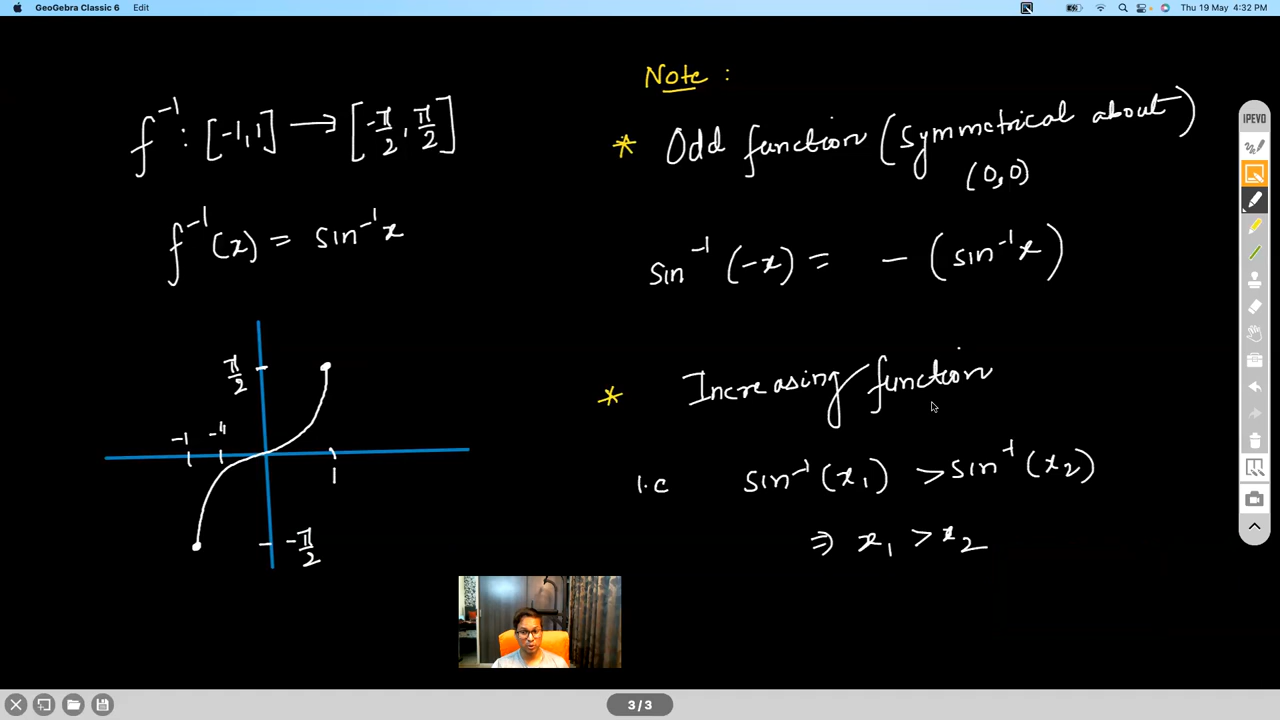 GeoGebra Classic 6 Edit
Thu 19 May 4:32 PM
f⁻¹ : [-1,1] → [-π/2, π/2]
f⁻¹(x) = sin⁻¹x
π/2
-1
1
-π/2
Note :
* Odd function (symmetrical about)
(0,0)
sin⁻¹(-x) = - (sin⁻¹x)
* Increasing function
i.e sin⁻¹(x₁) > sin⁻¹(x₂)
⇒ x₁ > x₂
IPEVO
3/3